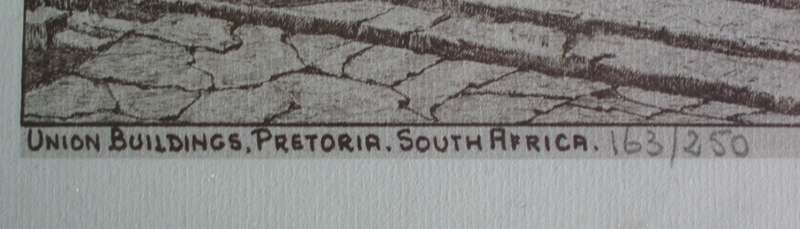 UNION BUILDINGS, PRETORIA. SOUTH AFRICA. 163/250